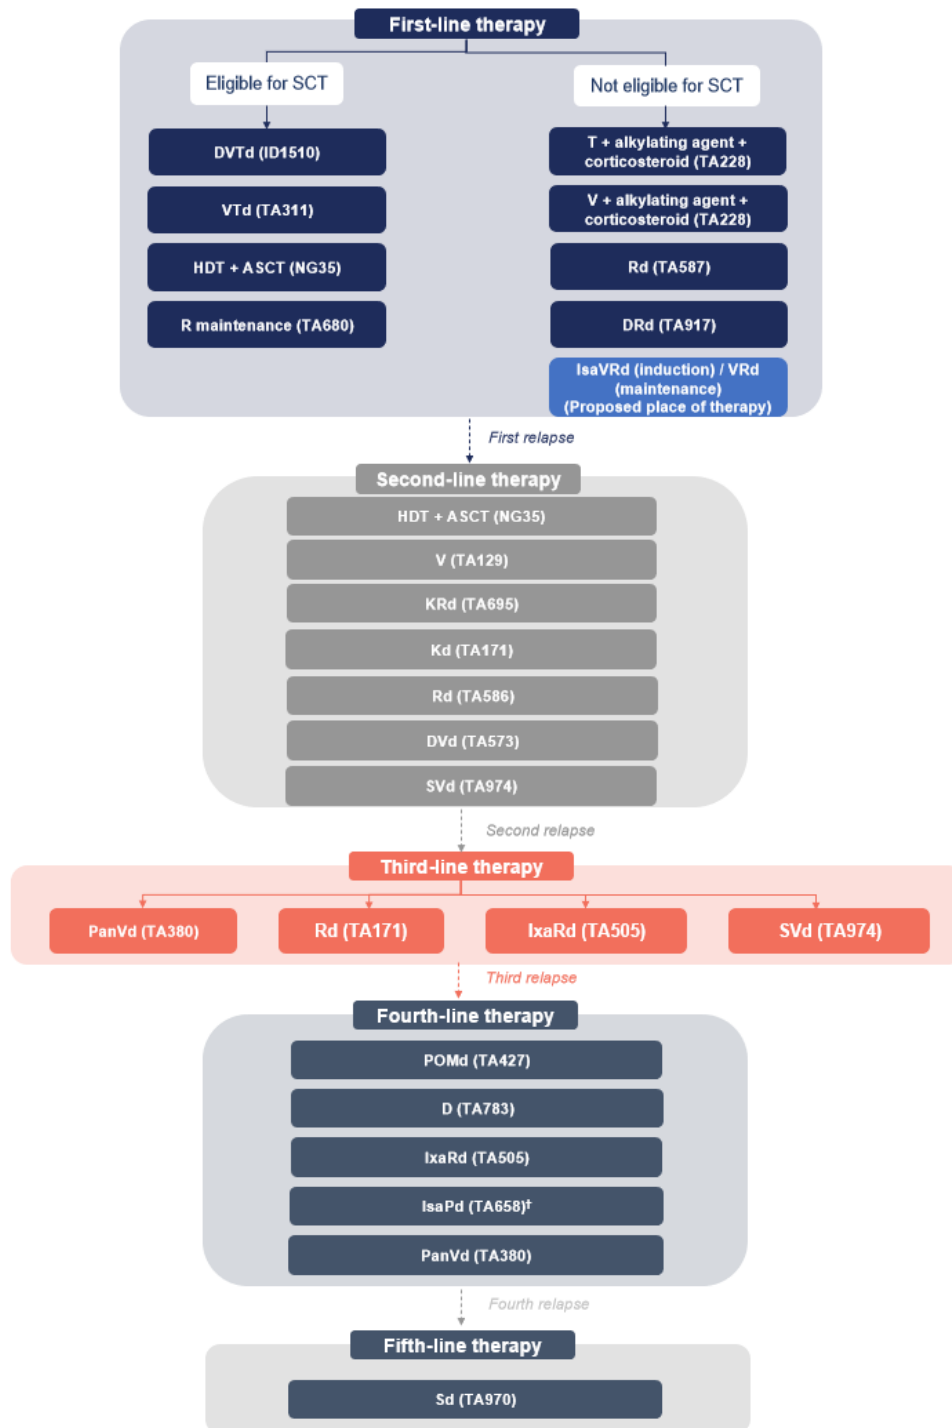 First-line therapy
Eligible for SCT
Not eligible for SCT
DVTd (ID1510)
VTd (TA311)
HDT + ASCT (NG35)
R maintenance (TA680)
T + alkylating agent +
corticosteroid (TA228)
V + alkylating agent +
corticosteroid (TA228)
Rd (TA587)
DRd (TA917)
IsaVRd (induction) / VRd
(maintenance)
(Proposed place of therapy)
First relapse
Second-line therapy
HDT + ASCT (NG35)
V (TA129)
KRd (TA695)
Kd (TA171)
Rd (TA586)
DVd (TA573)
SVd (TA974)
Second relapse
Third-line therapy
PanVd (TA380)
Rd (TA171)
IxaRd (TA505)
SVd (TA974)
Third relapse
Fourth-line therapy
POMd (TA427)
D (TA783)
IxaRd (TA505)
IsaPd (TA658)†
PanVd (TA380)
Fourth relapse
Fifth-line therapy
Sd (TA970)